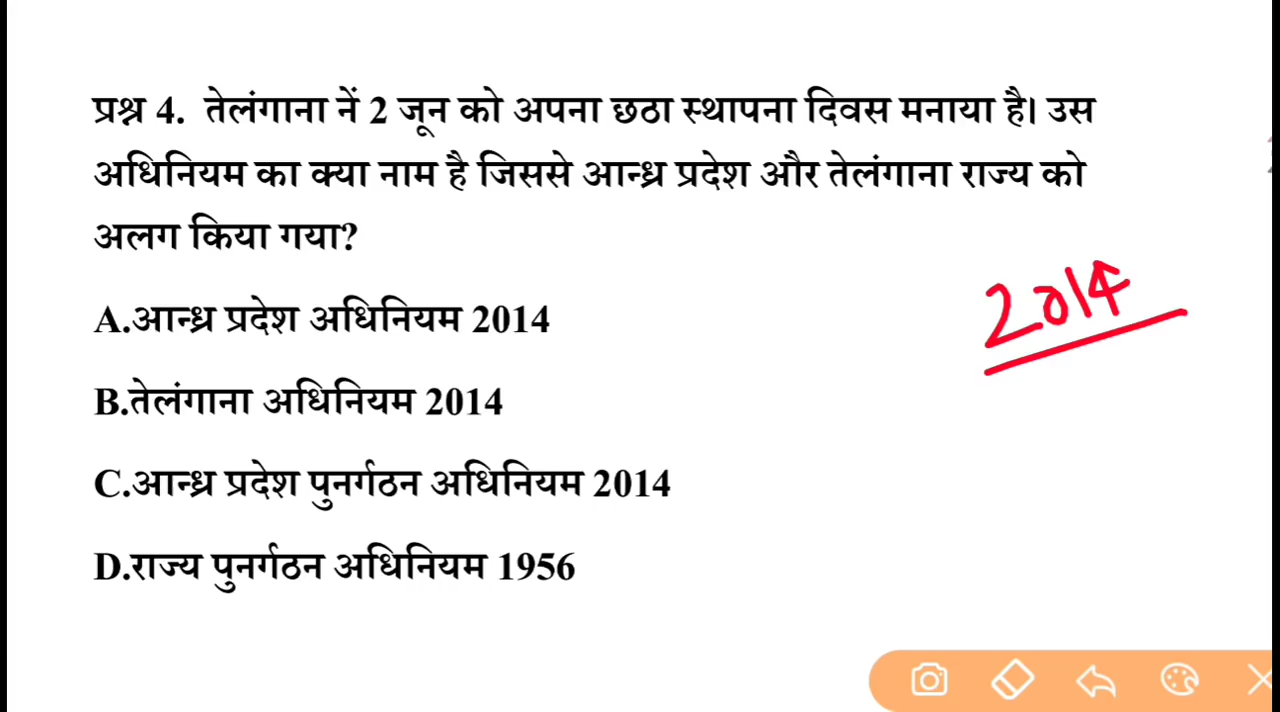 प्रश्न 4. तेलंगाना नें 2 जून को अपना छठा स्थापना दिवस मनाया है। उस
अधिनियम का क्या नाम है जिससे आन्ध्र प्रदेश और तेलंगाना राज्य को
अलग किया गया?
2014
A.आन्ध्र प्रदेश अधिनियम 2014
B.तेलंगाना अधिनियम 2014
C.आन्ध्र प्रदेश पुनर्गठन अधिनियम 2014
D.राज्य पुनर्गठन अधिनियम 1956